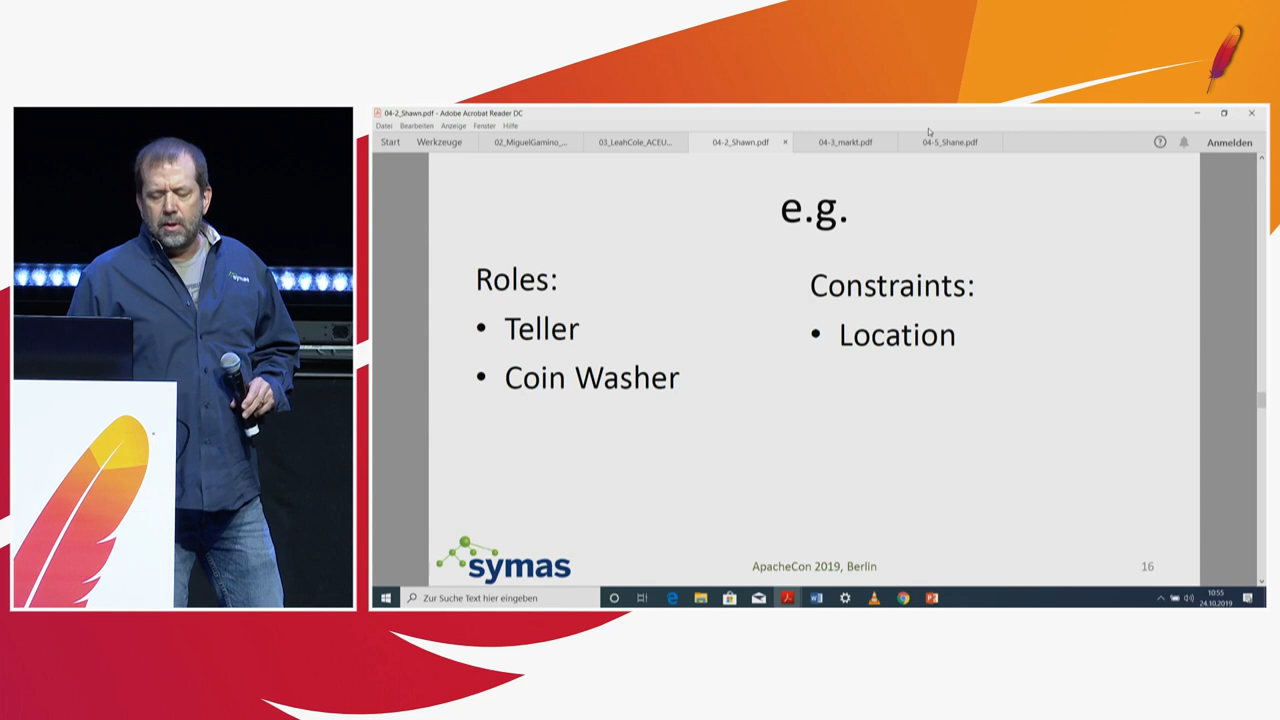 04-2_Shawn.pdf - Adobe Acrobat Reader DC
Datei Bearbeiten Anzeige Fenster Hilfe
Start Werkzeuge 02_MiguelGamino_... 03_LeahCole_ACEU... 04-2_Shawn.pdf × 04-3_markt.pdf 04-5_Shane.pdf Anmelden
e.g.
Roles:
• Teller
• Coin Washer
Constraints:
• Location
symas
symas
ApacheCon 2019, Berlin
16
Zur Suche Text hier eingeben
10:55
24.10.2019